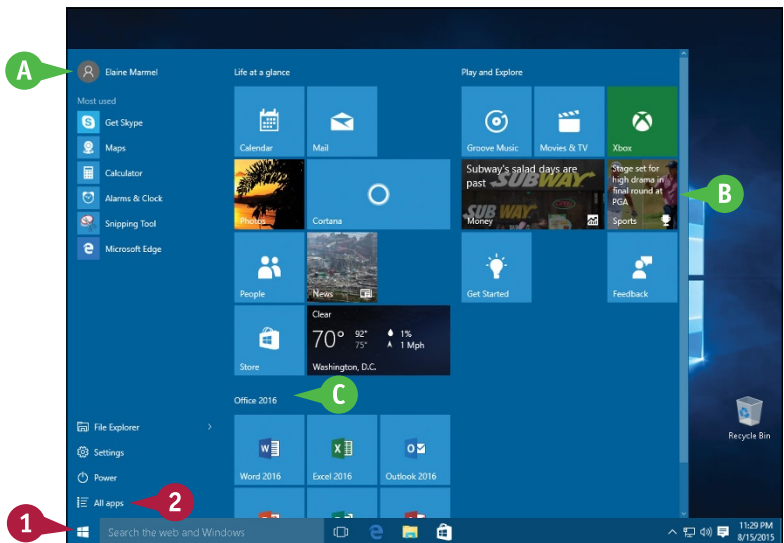 A
Elaine Marmel
Most used
Get Skype
Maps
Calculator
Alarms & Clock
Snipping Tool
Microsoft Edge
File Explorer
Settings
Power
2
All apps
1
Search the web and Windows
Life at a glance
Calendar
Mail
Photos
Cortana
People
News
Store
Clear
70° 92° 75° 1% 1 Mph
Washington, D.C.
C
Office 2016
Word 2016
Excel 2016
Outlook 2016
Play and Explore
Groove Music
Movies & TV
Xbox
Subway's salad days are
past
SUBWAY
SUBWAY
Money
Stage set for
high drama in
final round at
PGA
Sports
B
Get Started
Feedback
Recycle Bin
11:29 PM
8/15/2015